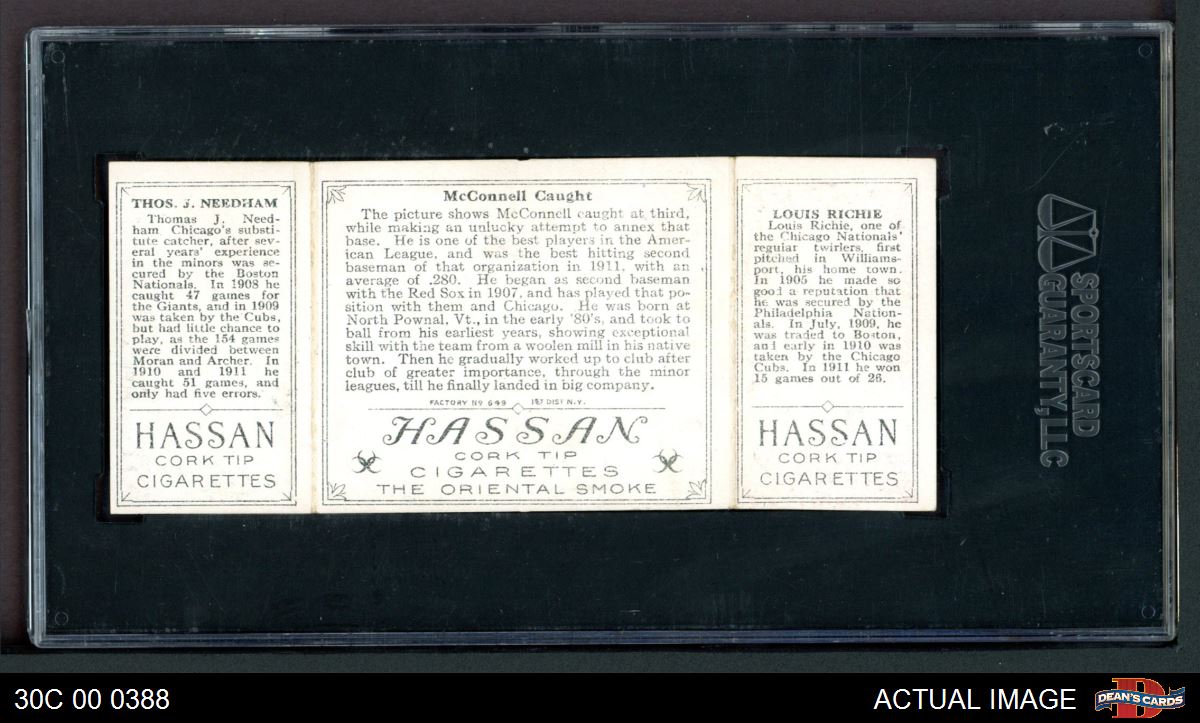 THOS. J. NEEDHAM
Thomas J. Need-
ham Chicago's substi-
tute catcher, after sev-
eral years' experience
in the minors was se-
cured by the Boston
Nationals. In 1908 he
caught 47 games for
the Giants, and in 1909
was taken by the Cubs,
but had little chance to
play, as the 154 games
were divided between
Moran and Archer. In
1910 and 1911 he
caught 51 games, and
only had five errors.
HASSAN
CORK TIP
CIGARETTES
McConnell Caught
The picture shows McConnell caught at third,
while making an unlucky attempt to annex that
base. He is one of the best players in the Amer-
ican League, and was the best hitting second
baseman of that organization in 1911, with an
average of .280. He began as second baseman
with the Red Sox in 1907, and has played that po-
sition with them and Chicago. He was born at
North Pownal, Vt., in the early '80's, and took to
ball from his earliest years, showing exceptional
skill with the team from a woolen mill in his native
town. Then he gradually worked up to club after
club of greater importance, through the minor
leagues, till he finally landed in big company.
FACTORY Nº 649 1ST DIST N.Y.
HASSAN
CORK TIP
CIGARETTES
THE ORIENTAL SMOKE
LOUIS RICHIE
Louis Richie, one of
the Chicago Nationals'
regular twirlers, first
pitched in Williams-
port, his home town.
In 1905 he made so
good a reputation that
he was secured by the
Philadelphia Nation-
als. In July, 1909, he
was traded to Boston,
and early in 1910 was
taken by the Chicago
Cubs. In 1911 he won
15 games out of 26.
HASSAN
CORK TIP
CIGARETTES
SPORTSCARD
GUARANTY, LLC
30C 00 0388
ACTUAL IMAGE
D
DEAN'S CARDS